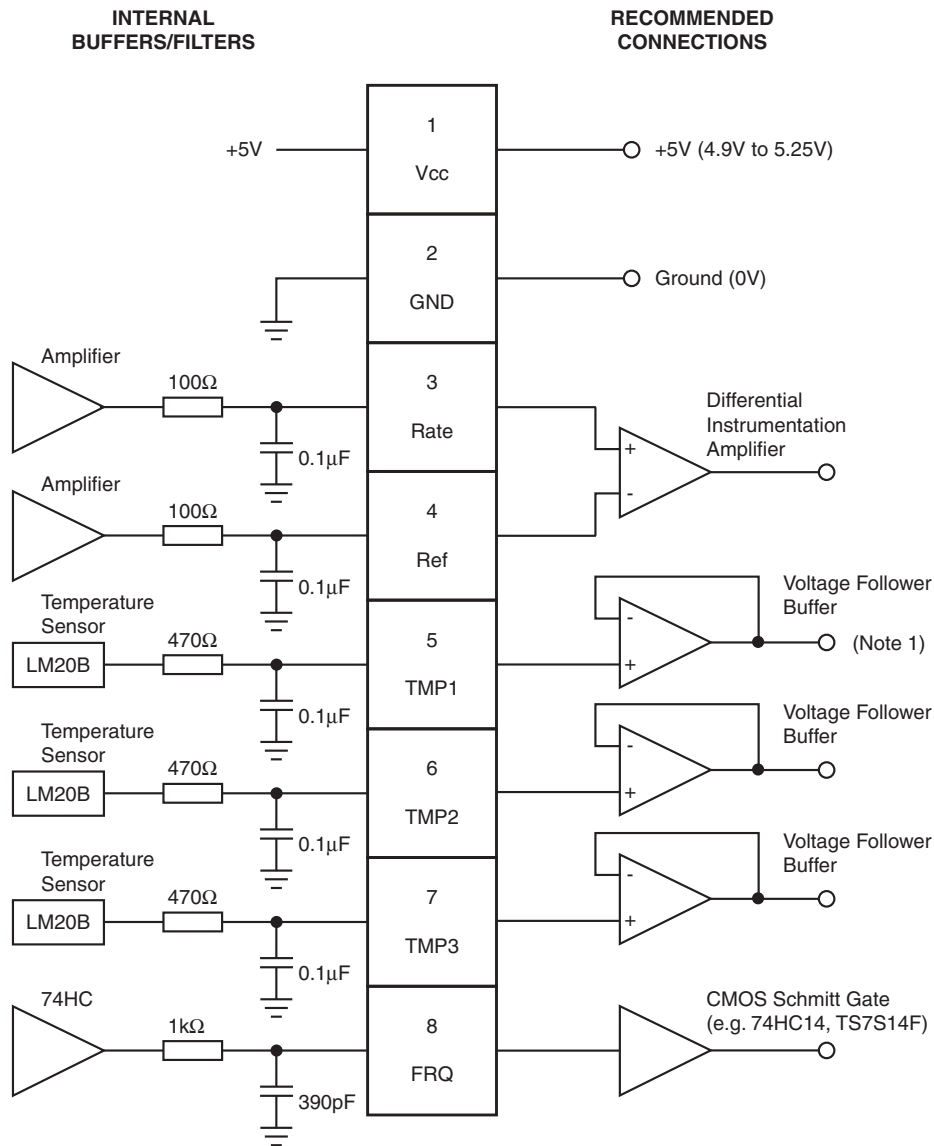 INTERNAL
BUFFERS/FILTERS
RECOMMENDED
CONNECTIONS
+5V
1
Vcc
+5V (4.9V to 5.25V)
2
GND
Ground (0V)
Amplifier
100Ω
0.1μF
3
Rate
Differential
Instrumentation
Amplifier
+
-
Amplifier
100Ω
0.1μF
4
Ref
Temperature
Sensor
LM20B
470Ω
0.1μF
5
TMP1
-
+
Voltage Follower
Buffer
(Note 1)
Temperature
Sensor
LM20B
470Ω
0.1μF
6
TMP2
-
+
Voltage Follower
Buffer
Temperature
Sensor
LM20B
470Ω
0.1μF
7
TMP3
-
+
Voltage Follower
Buffer
74HC
1kΩ
390pF
8
FRQ
CMOS Schmitt Gate
(e.g. 74HC14, TS7S14F)